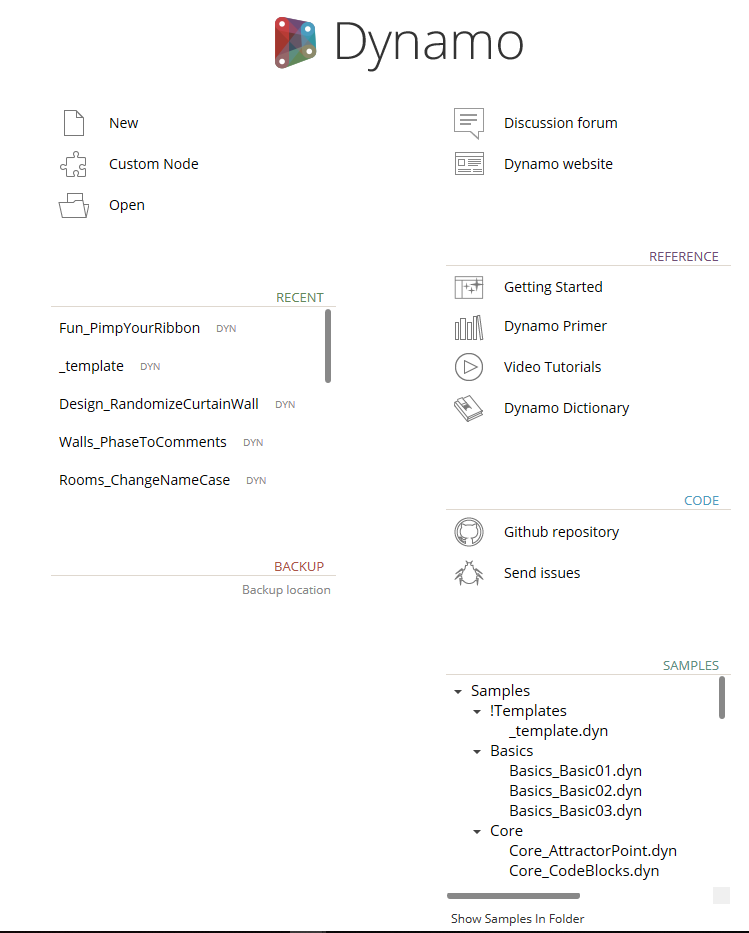 Dynamo
New
Custom Node
Open
Discussion forum
Dynamo website
RECENT
Fun_PimpYourRibbon DYN
_template DYN
Design_RandomizeCurtainWall DYN
Walls_PhaseToComments DYN
Rooms_ChangeNameCase DYN
BACKUP
Backup location
REFERENCE
Getting Started
Dynamo Primer
Video Tutorials
Dynamo Dictionary
CODE
Github repository
Send issues
SAMPLES
Samples
!Templates
_template.dyn
Basics
Basics_Basic01.dyn
Basics_Basic02.dyn
Basics_Basic03.dyn
Core
Core_AttractorPoint.dyn
Core_CodeBlocks.dyn
Show Samples In Folder